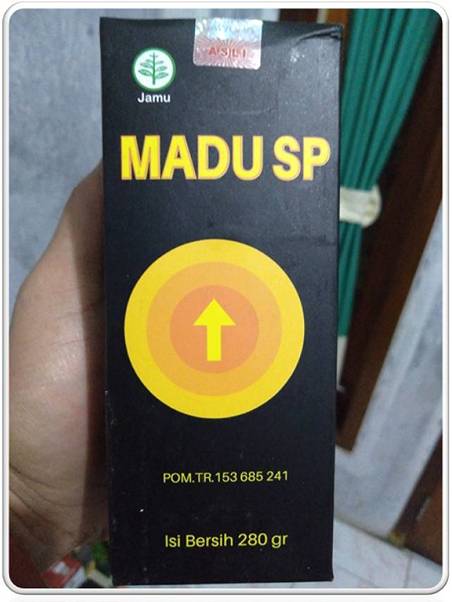 ASLI
Jamu
MADU SP
POM.TR.153 685 241
Isi Bersih 280 gr